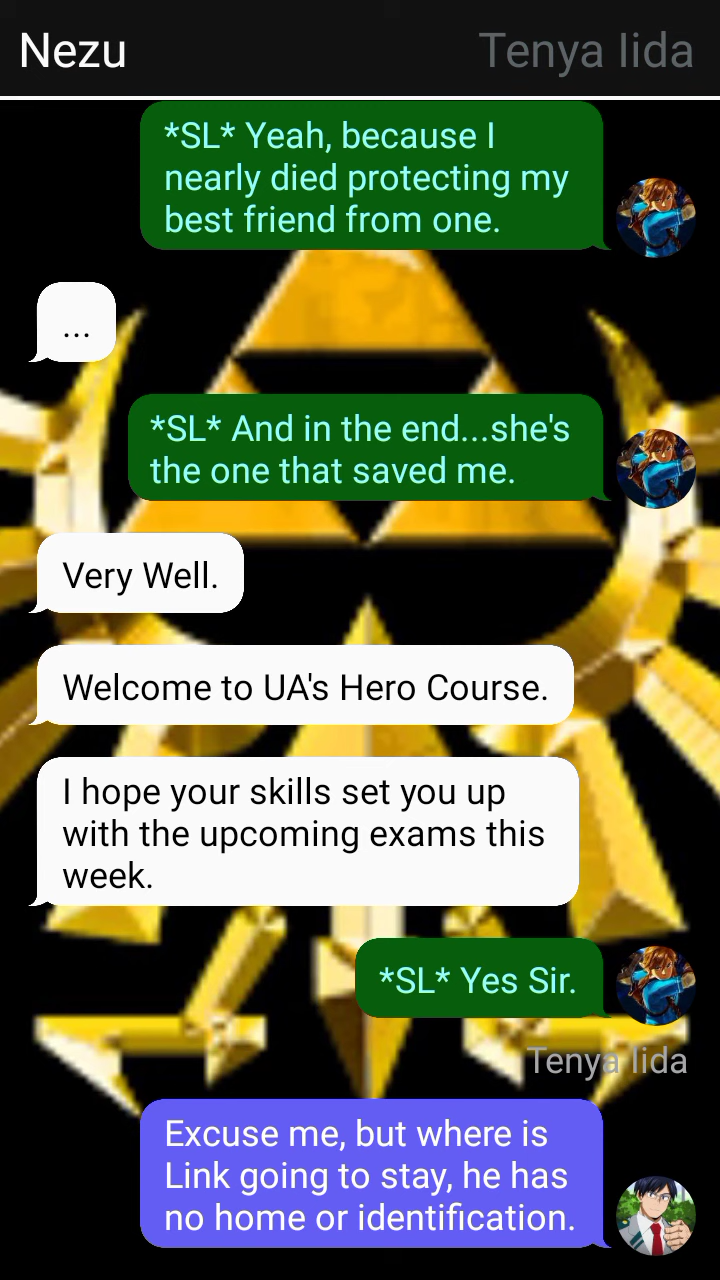 Nezu
Tenya Iida
*SL* Yeah, because I
nearly died protecting my
best friend from one.
...
*SL* And in the end...she's
the one that saved me.
Very Well.
Welcome to UA's Hero Course.
I hope your skills set you up
with the upcoming exams this
week.
*SL* Yes Sir.
Tenya Iida
Excuse me, but where is
Link going to stay, he has
no home or identification.